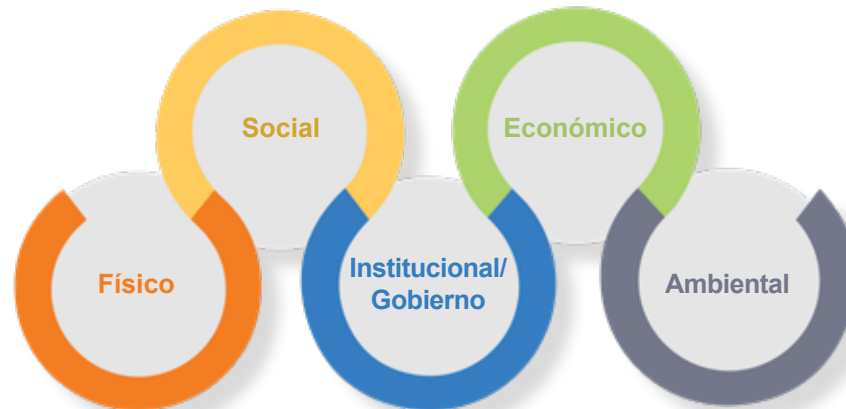 Social
Económico
Físico
Institucional/
Gobierno
Ambiental